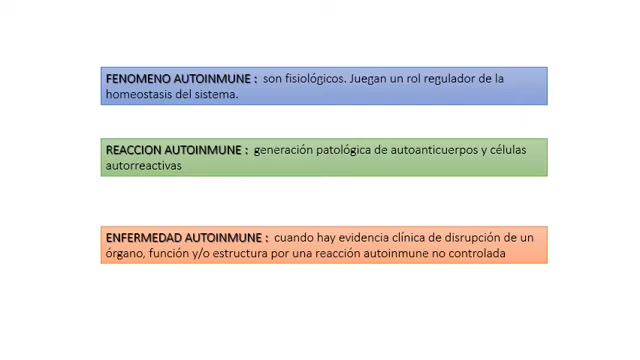 FENOMENO AUTOINMUNE : son fisiológicos. Juegan un rol regulador de la
homeostasis del sistema.
REACCION AUTOINMUNE : generación patológica de autoanticuerpos y células
autorreactivas
ENFERMEDAD AUTOINMUNE : cuando hay evidencia clínica de disrupción de un
órgano, función y/o estructura por una reacción autoinmune no controlada